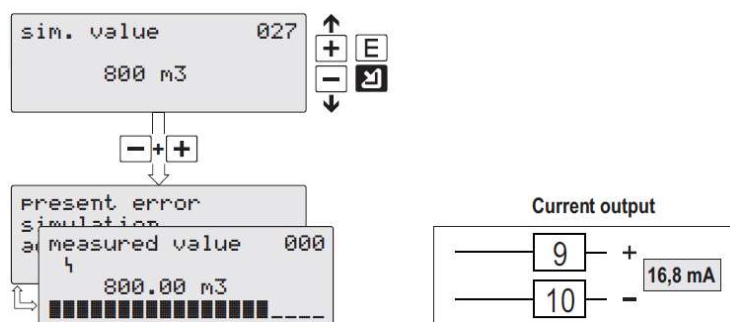 sim. value 027
800 m3
+ E
−
− + +
present error
simulation
measured value 000
800.00 m3
Current output
9 +
16,8 mA
10 −